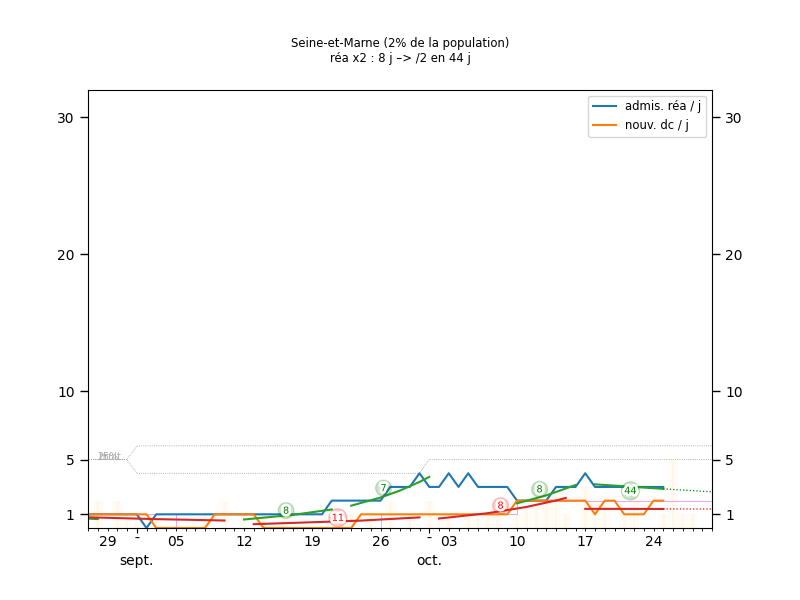 Seine-et-Marne (2% de la population)
réa x2 : 8 j –> /2 en 44 j
admis. réa / j
nouv. dc / j
30 30
20 20
10 10
5 5
1 1
7
8
11
8
8
44
29 - 05 12 19 26 - 03 10 17 24
sept. oct.